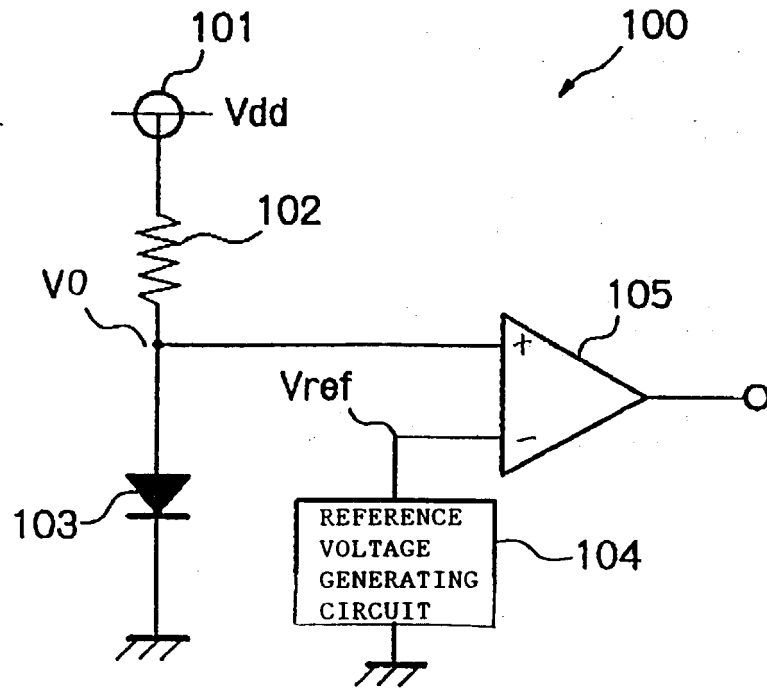 101
100
Vdd
102
V0
105
+
Vref
-
103
REFERENCE
VOLTAGE
GENERATING
CIRCUIT
104